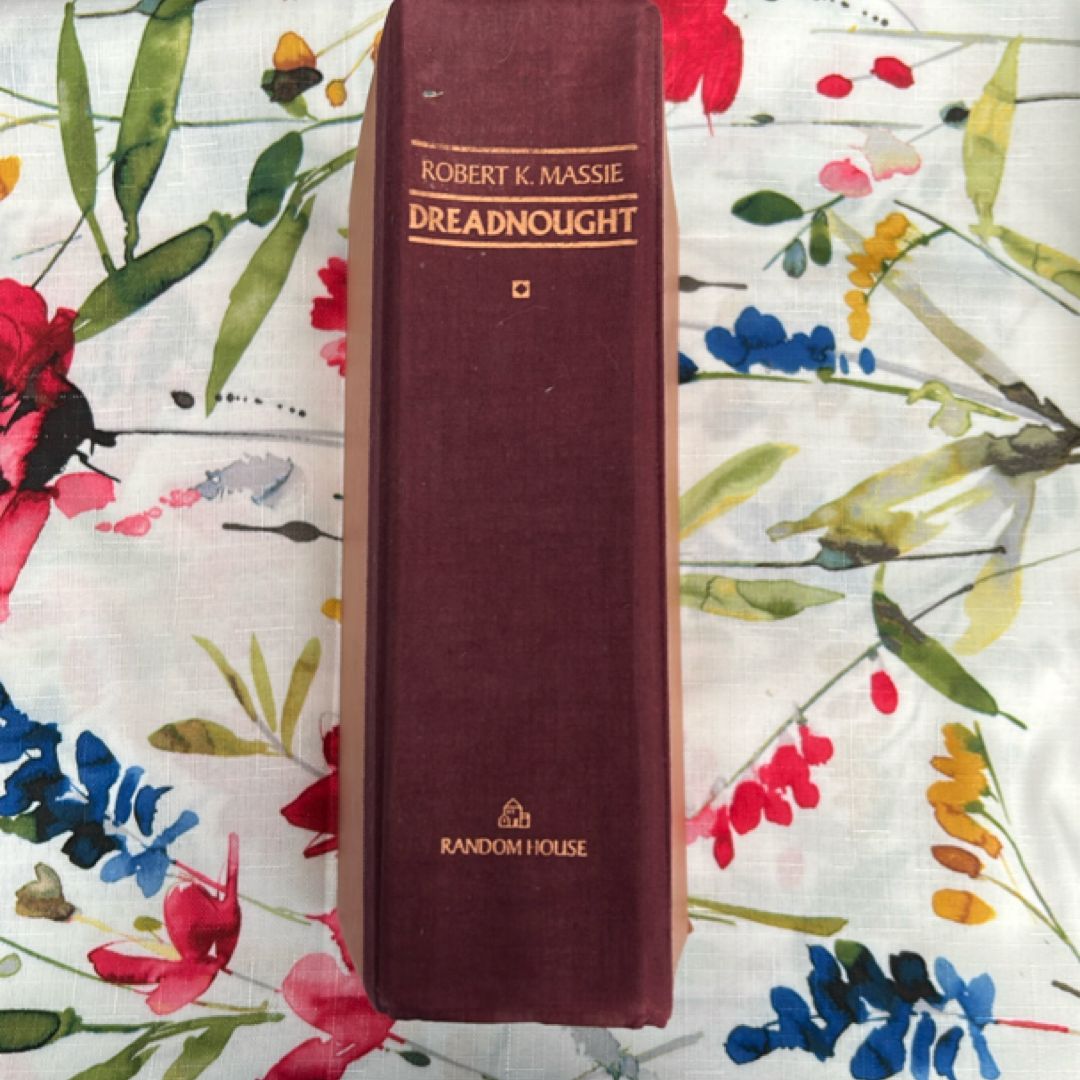 ROBERT K. MASSIE
DREADNOUGHT
RANDOM HOUSE